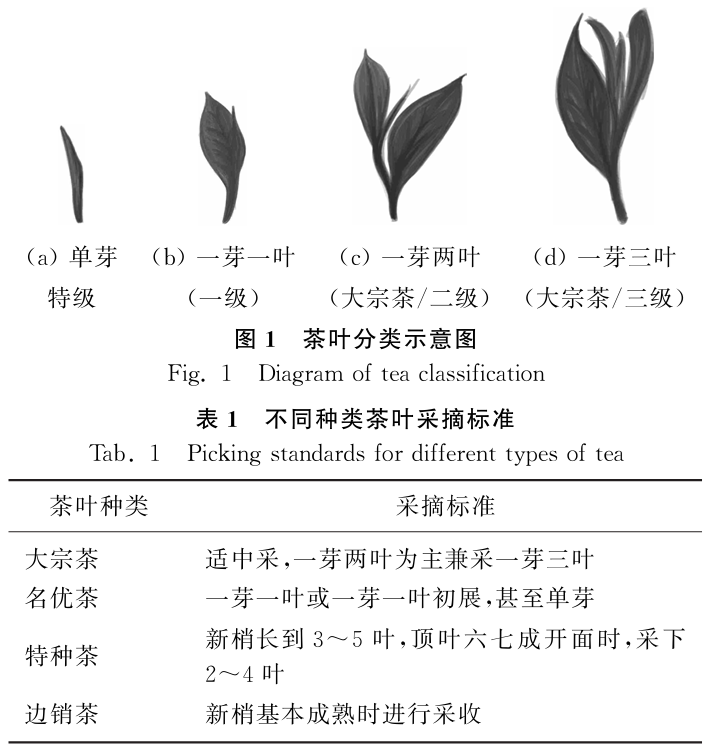 (a) 单芽 (b) 一芽一叶 (c) 一芽两叶 (d) 一芽三叶
特级 (一级) (大宗茶/二级) (大宗茶/三级)
图 1 茶叶分类示意图
Fig. 1 Diagram of tea classification
表 1 不同种类茶叶采摘标准
Tab. 1 Picking standards for different types of tea
茶叶种类 采摘标准
大宗茶 适中采,一芽两叶为主兼采一芽三叶
名优茶 一芽一叶或一芽一叶初展,甚至单芽
特种茶 新梢长到 3～5 叶,顶叶六七成开面时,采下
2～4 叶
边销茶 新梢基本成熟时进行采收